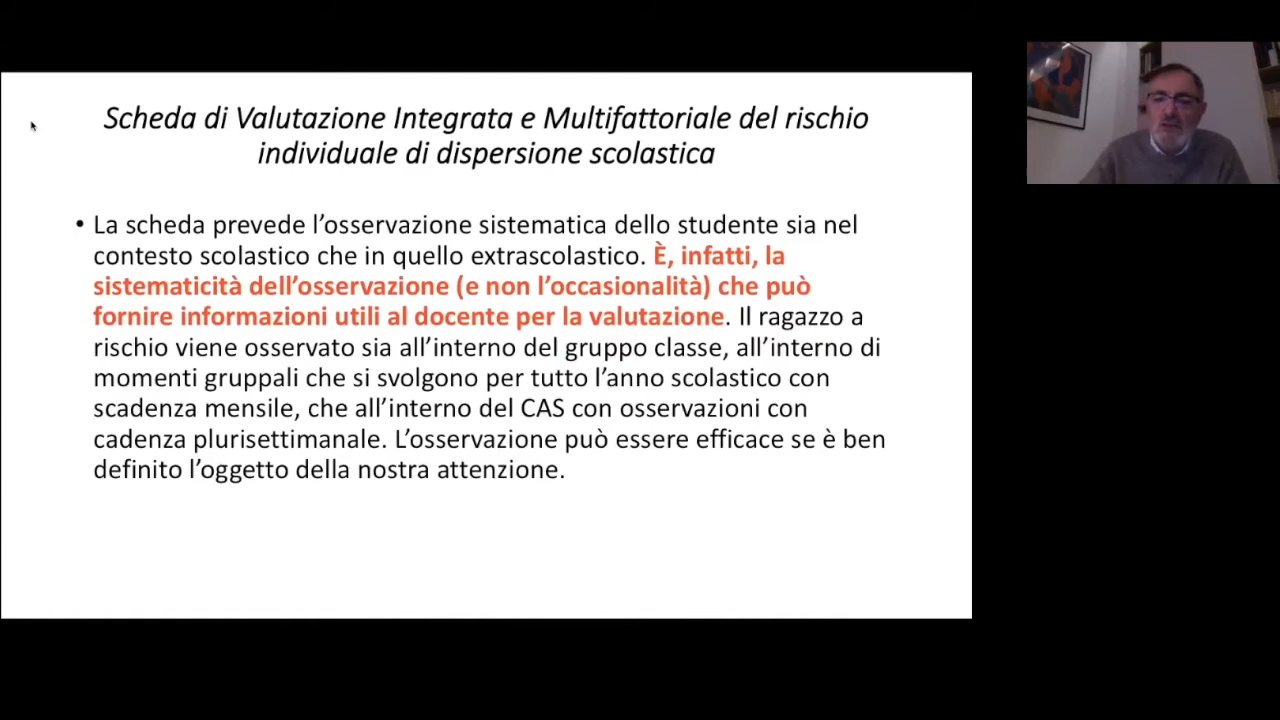 Scheda di Valutazione Integrata e Multifattoriale del rischio
individuale di dispersione scolastica
• La scheda prevede l’osservazione sistematica dello studente sia nel
contesto scolastico che in quello extrascolastico. È, infatti, la
sistematicità dell’osservazione (e non l’occasionalità) che può
fornire informazioni utili al docente per la valutazione. Il ragazzo a
rischio viene osservato sia all’interno del gruppo classe, all’interno di
momenti gruppali che si svolgono per tutto l’anno scolastico con
scadenza mensile, che all’interno del CAS con osservazioni con
cadenza plurisettimanale. L’osservazione può essere efficace se è ben
definito l’oggetto della nostra attenzione.